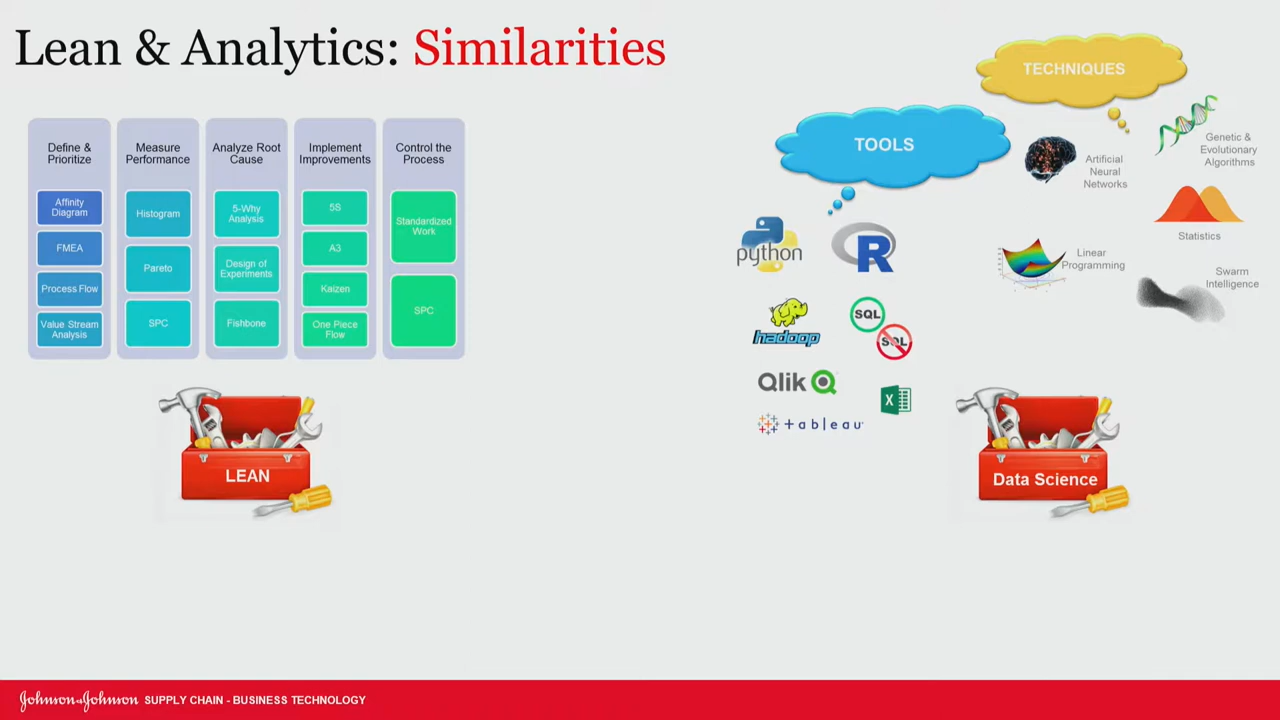 Lean & Analytics: Similarities
Define &
Prioritize
Affinity
Diagram
FMEA
Process Flow
Value Stream
Analysis
Measure
Performance
Histogram
Pareto
SPC
Analyze Root
Cause
5-Why
Analysis
Design of
Experiments
Fishbone
Implement
Improvements
5S
A3
Kaizen
One Piece
Flow
Control the
Process
Standardized
Work
SPC
LEAN
TOOLS
python
R
hadoop
SQL
SQL
Qlik
X
+ableau
TECHNIQUES
Artificial
Neural
Networks
Genetic &
Evolutionary
Algorithms
Statistics
Linear
Programming
Swarm
Intelligence
Data Science
Johnson & Johnson SUPPLY CHAIN - BUSINESS TECHNOLOGY